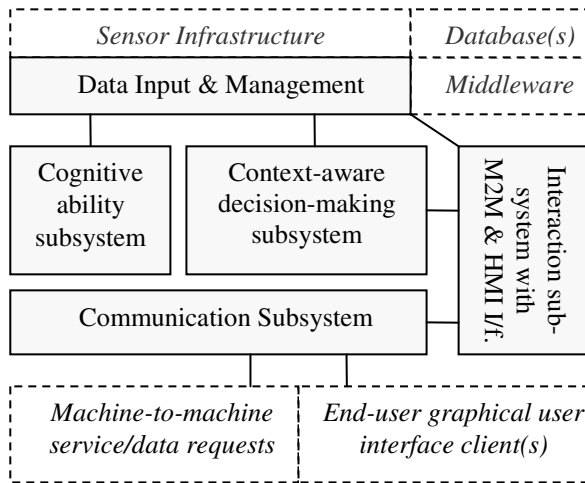 Sensor Infrastructure
Database(s)
Data Input & Management
Middleware
Cognitive
ability
subsystem
Context-aware
decision-making
subsystem
Interaction sub-
system with
M2M & HMI I/f.
Communication Subsystem
Machine-to-machine
service/data requests
End-user graphical user
interface client(s)